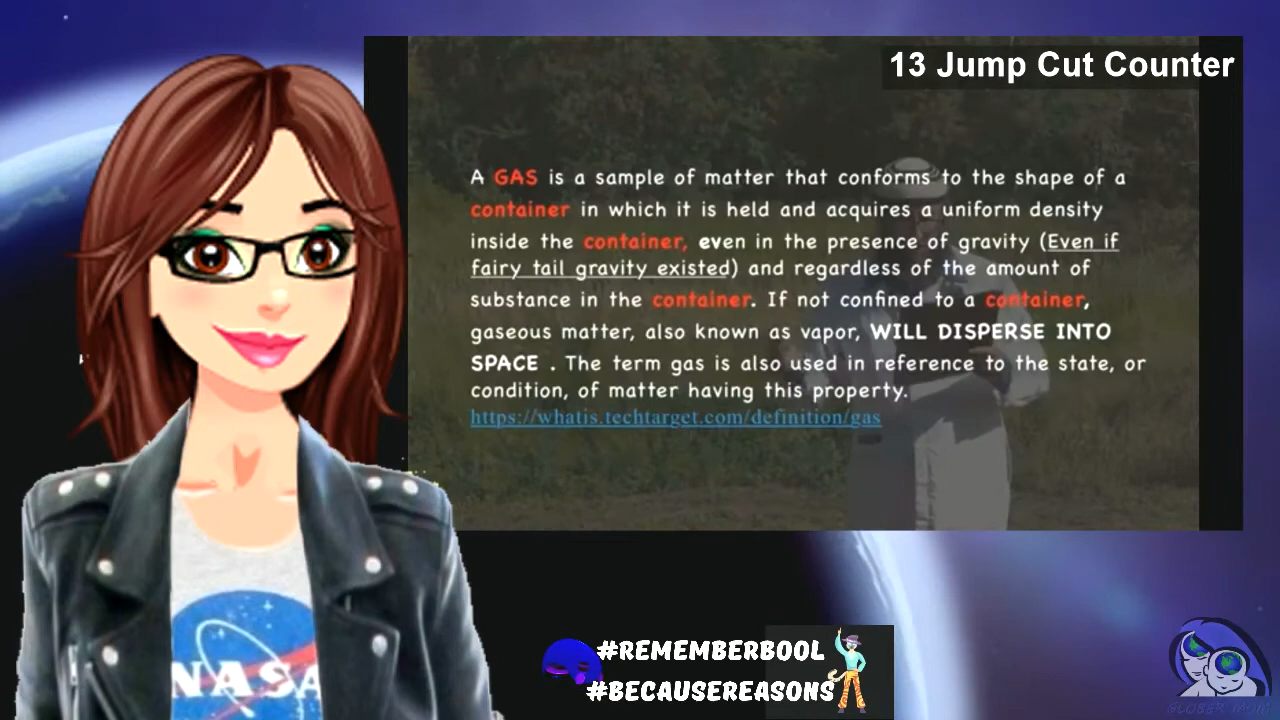 13 Jump Cut Counter
A GAS is a sample of matter that conforms to the shape of a
container in which it is held and acquires a uniform density
inside the container, even in the presence of gravity (Even if
fairy tail gravity existed) and regardless of the amount of
substance in the container. If not confined to a container,
gaseous matter, also known as vapor, WILL DISPERSE INTO
SPACE . The term gas is also used in reference to the state, or
condition, of matter having this property.
https://whatis.techtarget.com/definition/gas
NASA
#REMEMBERBOOL
#BECAUSEREASONS
GLOBER MOM